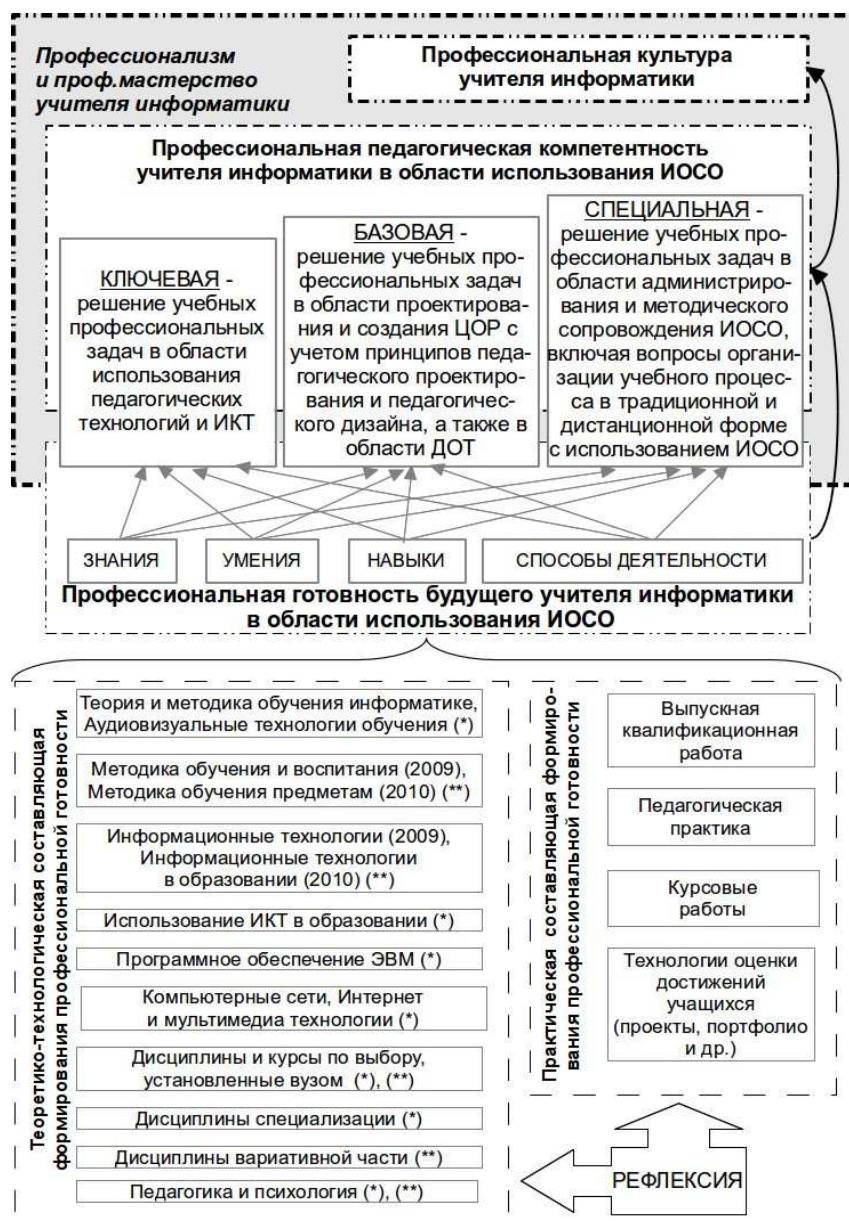 Профессионализм
и проф.мастерство
учителя информатики
Профессиональная культура
учителя информатики
Профессиональная педагогическая компетентность
учителя информатики в области использования ИОСО
КЛЮЧЕВАЯ -
решение учебных
профессиональных
задач в области
использования
педагогических
технологий и ИКТ
БАЗОВАЯ -
решение учебных про-
фессиональных задач
в области проектирова-
ния и создания ЦОР с
учетом принципов педа-
гогического проектиро-
вания и педагогичес-
кого дизайна, а также в
области ДОТ
СПЕЦИАЛЬНАЯ -
решение учебных про-
фессиональных задач в
области администриро-
вания и методического
сопровождения ИОСО,
включая вопросы органи-
зации учебного процес-
са в традиционной и
дистанционной форме
с использованием ИОСО
ЗНАНИЯ
УМЕНИЯ
НАВЫКИ
СПОСОБЫ ДЕЯТЕЛЬНОСТИ
Профессиональная готовность будущего учителя информатики
в области использования ИОСО
Теоретико-технологическая составляющая
формирования профессиональной готовности
Теория и методика обучения информатике,
Аудиовизуальные технологии обучения (*)
Методика обучения и воспитания (2009),
Методика обучения предметам (2010) (**)
Информационные технологии (2009),
Информационные технологии
в образовании (2010) (**)
Использование ИКТ в образовании (*)
Программное обеспечение ЭВМ (*)
Компьютерные сети, Интернет
и мультимедиа технологии (*)
Дисциплины и курсы по выбору,
установленные вузом (*), (**)
Дисциплины специализации (*)
Дисциплины вариативной части (**)
Педагогика и психология (*), (**)
Практическая составляющая формиро-
вания профессиональной готовности
Выпускная
квалификационная
работа
Педагогическая
практика
Курсовые
работы
Технологии оценки
достижений
учащихся
(проекты, портфолио
и др.)
РЕФЛЕКСИЯ